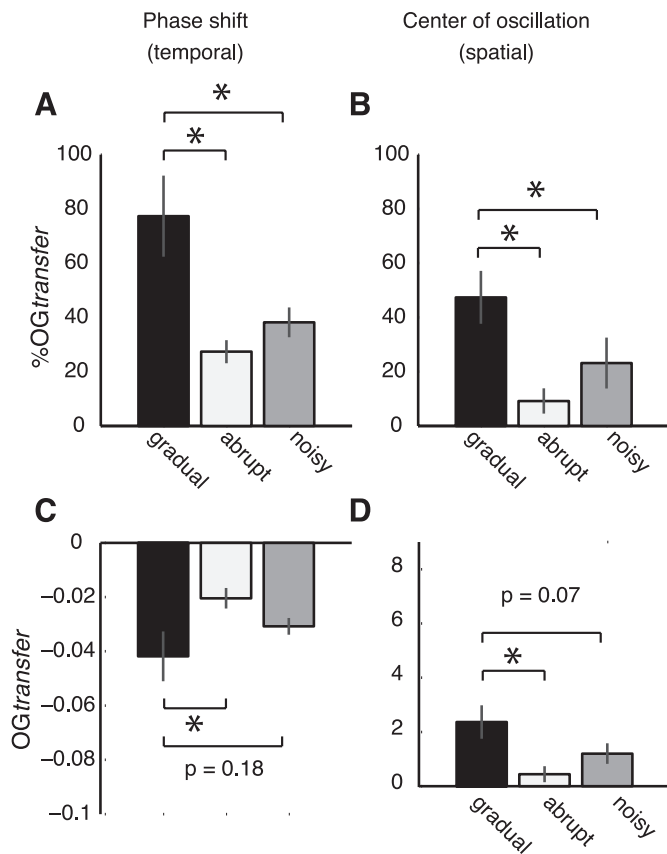 Phase shift
(temporal)
Center of oscillation
(spatial)
A
*
*
100
80
60
40
20
0
%OGtransfer
gradual
abrupt
noisy
B
*
*
100
80
60
40
20
0
gradual
abrupt
noisy
C
0
−0.02
−0.04
−0.06
−0.08
−0.1
OGtransfer
*
p = 0.18
D
8
6
4
2
0
p = 0.07
*
gradual
abrupt
noisy